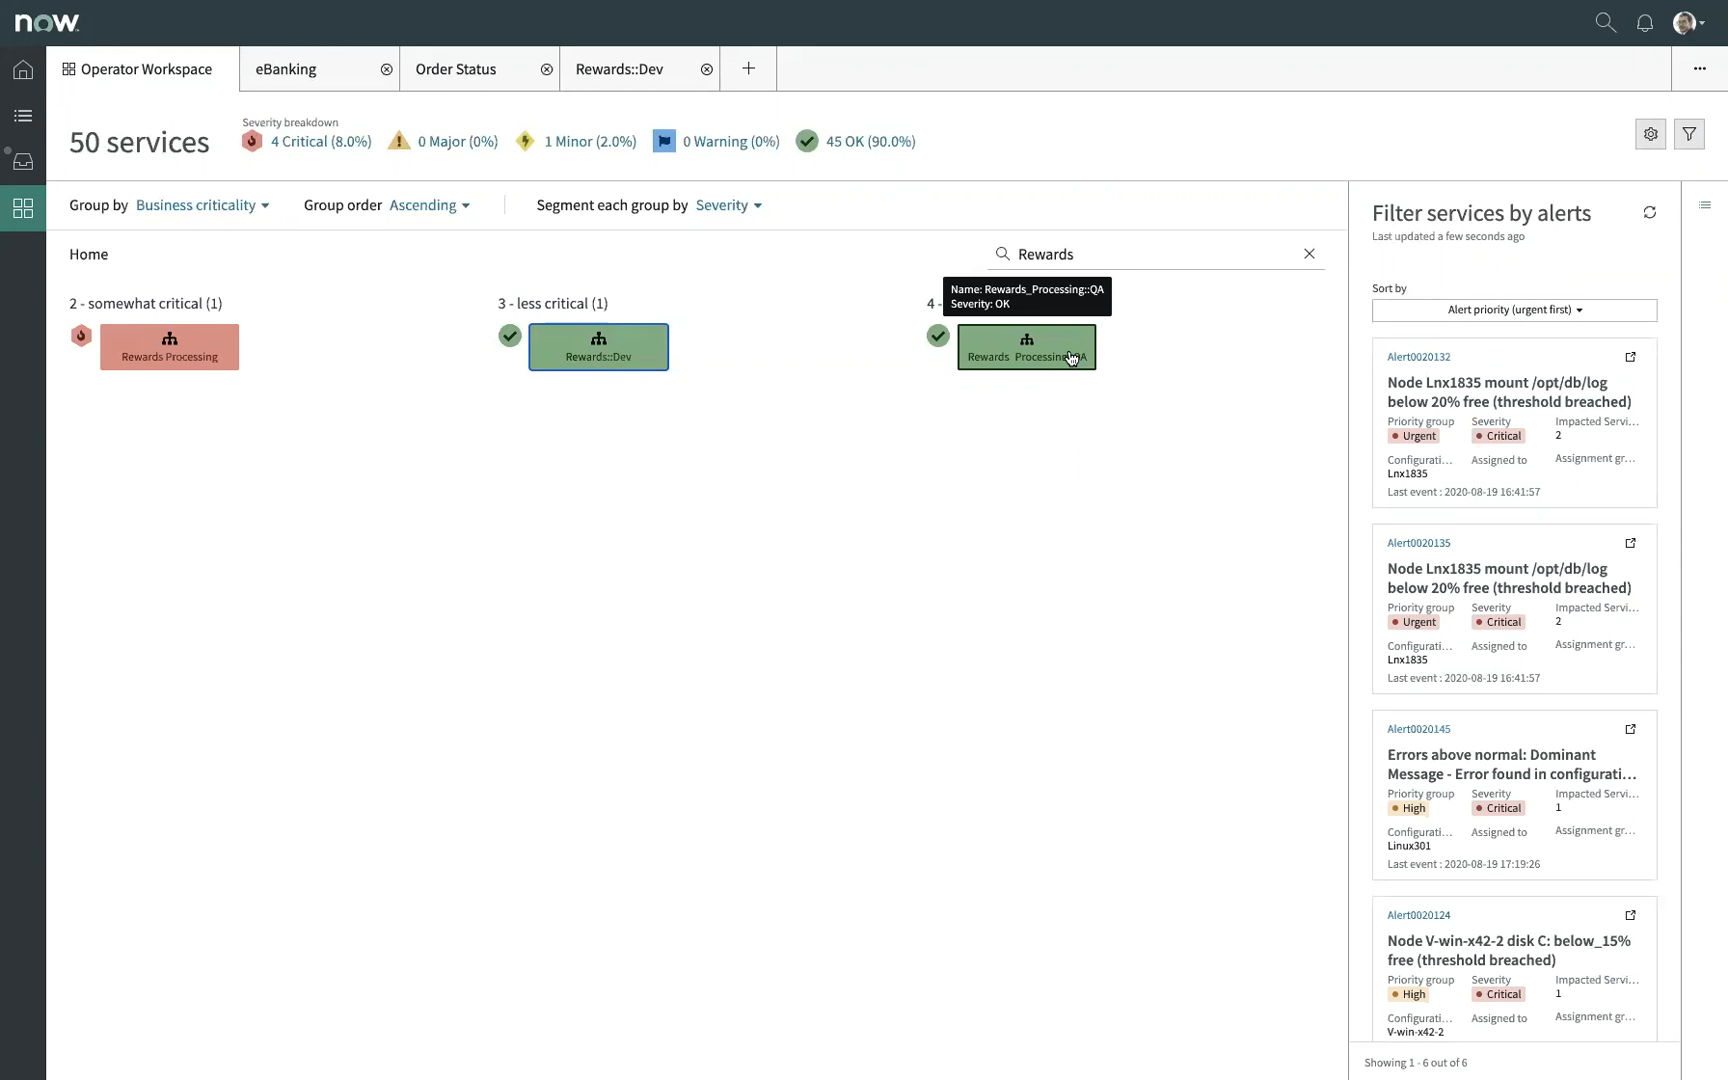 now.
Operator Workspace
eBanking
Order Status
Rewards::Dev
50 services
Severity breakdown
4 Critical (8.0%)
0 Major (0%)
1 Minor (2.0%)
0 Warning (0%)
45 OK (90.0%)
Group by Business criticality
Group order Ascending
Segment each group by Severity
Home
Rewards
Name: Rewards_Processing::QA
Severity: OK
2 - somewhat critical (1)
3 - less critical (1)
4 -
Rewards Processing
Rewards::Dev
Rewards_Processing::QA
Filter services by alerts
Last updated a few seconds ago
Sort by
Alert priority (urgent first)
Alert0020132
Node Lnx1835 mount /opt/db/log
below 20% free (threshold breached)
Priority group Severity Impacted Servi...
Urgent Critical 2
Configurati... Assigned to Assignment gr...
Lnx1835
Last event : 2020-08-19 16:41:57
Alert0020135
Node Lnx1835 mount /opt/db/log
below 20% free (threshold breached)
Priority group Severity Impacted Servi...
Urgent Critical 2
Configurati... Assigned to Assignment gr...
Lnx1835
Last event : 2020-08-19 16:41:57
Alert0020145
Errors above normal: Dominant
Message - Error found in configurati...
Priority group Severity Impacted Servi...
High Critical 1
Configurati... Assigned to Assignment gr...
Linux301
Last event : 2020-08-19 17:19:26
Alert0020124
Node V-win-x42-2 disk C: below_15%
free (threshold breached)
Priority group Severity Impacted Servi...
High Critical 1
Configurati... Assigned to Assignment gr...
V-win-x42-2
Showing 1 - 6 out of 6